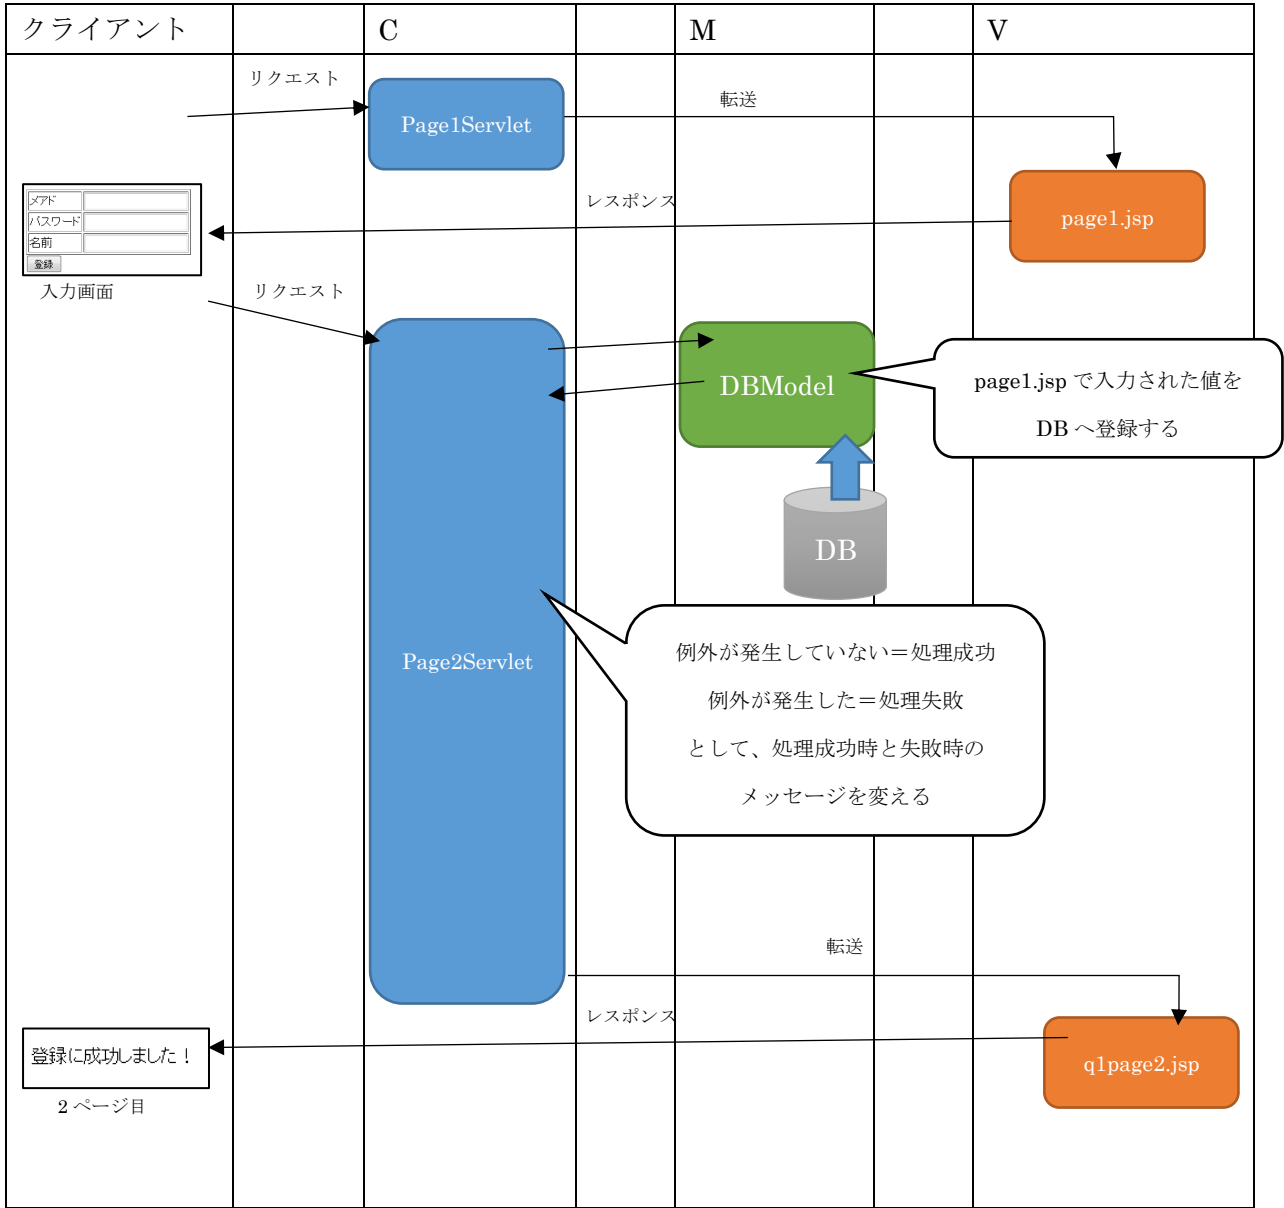 クライアント
C
M
V
リクエスト
Page1Servlet
転送
メアド
パスワード
名前
登録
入力画面
レスポンス
page1.jsp
リクエスト
DBModel
page1.jsp で入力された値を
DB へ登録する
DB
Page2Servlet
例外が発生していない＝処理成功
例外が発生した＝処理失敗
として、処理成功時と失敗時の
メッセージを変える
転送
レスポンス
q1page2.jsp
登録に成功しました！
2 ページ目